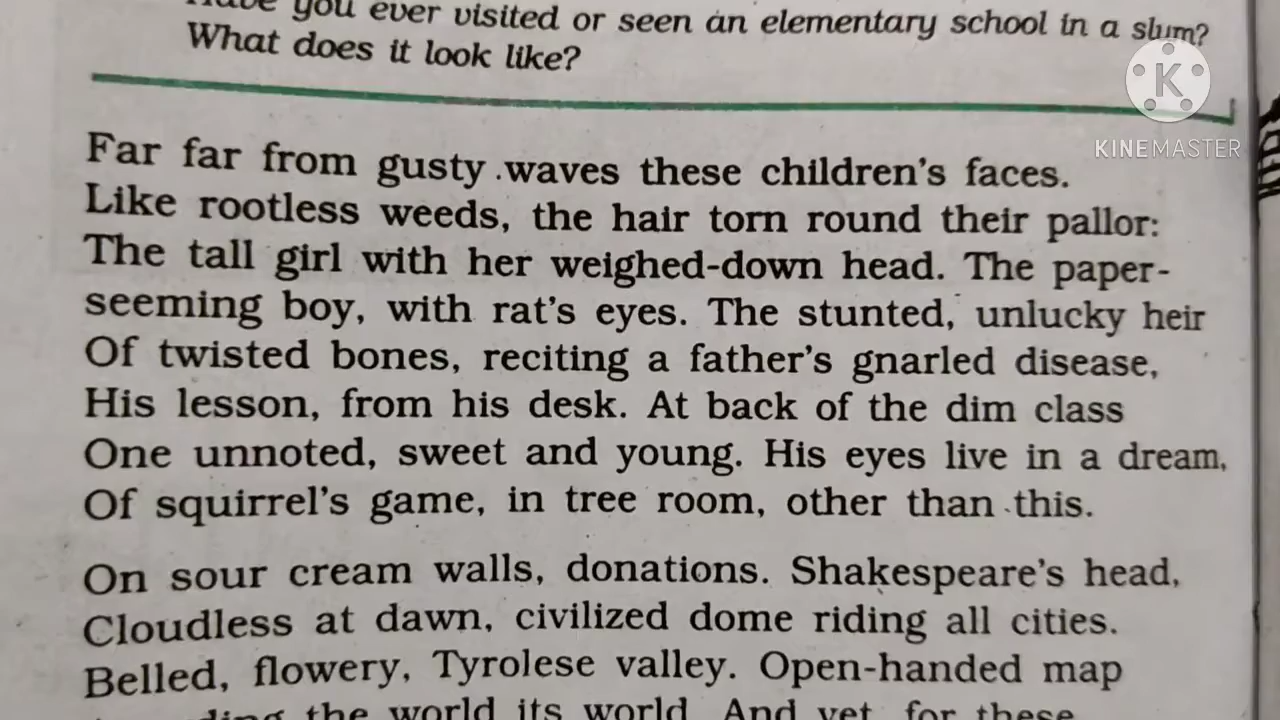 Have you ever visited or seen an elementary school in a slum?
What does it look like?
KINEMASTER
Far far from gusty waves these children's faces.
Like rootless weeds, the hair torn round their pallor:
The tall girl with her weighed-down head. The paper-
seeming boy, with rat's eyes. The stunted, unlucky heir
Of twisted bones, reciting a father's gnarled disease,
His lesson, from his desk. At back of the dim class
One unnoted, sweet and young. His eyes live in a dream,
Of squirrel's game, in tree room, other than this.
On sour cream walls, donations. Shakespeare's head,
Cloudless at dawn, civilized dome riding all cities.
Belled, flowery, Tyrolese valley. Open-handed map
the world its world. And yet, for these